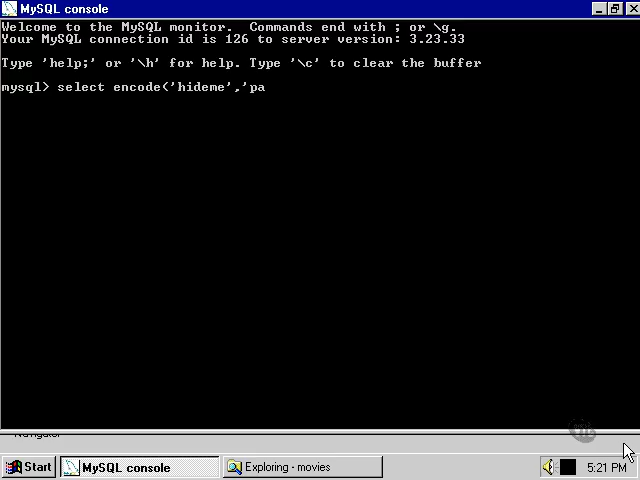 MySQL console
Welcome to the MySQL monitor.  Commands end with ; or \g.
Your MySQL connection id is 126 to server version: 3.23.33
Type 'help;' or '\h' for help. Type '\c' to clear the buffer
mysql> select encode('hideme','pa
Navigator
Start MySQL console Exploring - movies 5:21 PM